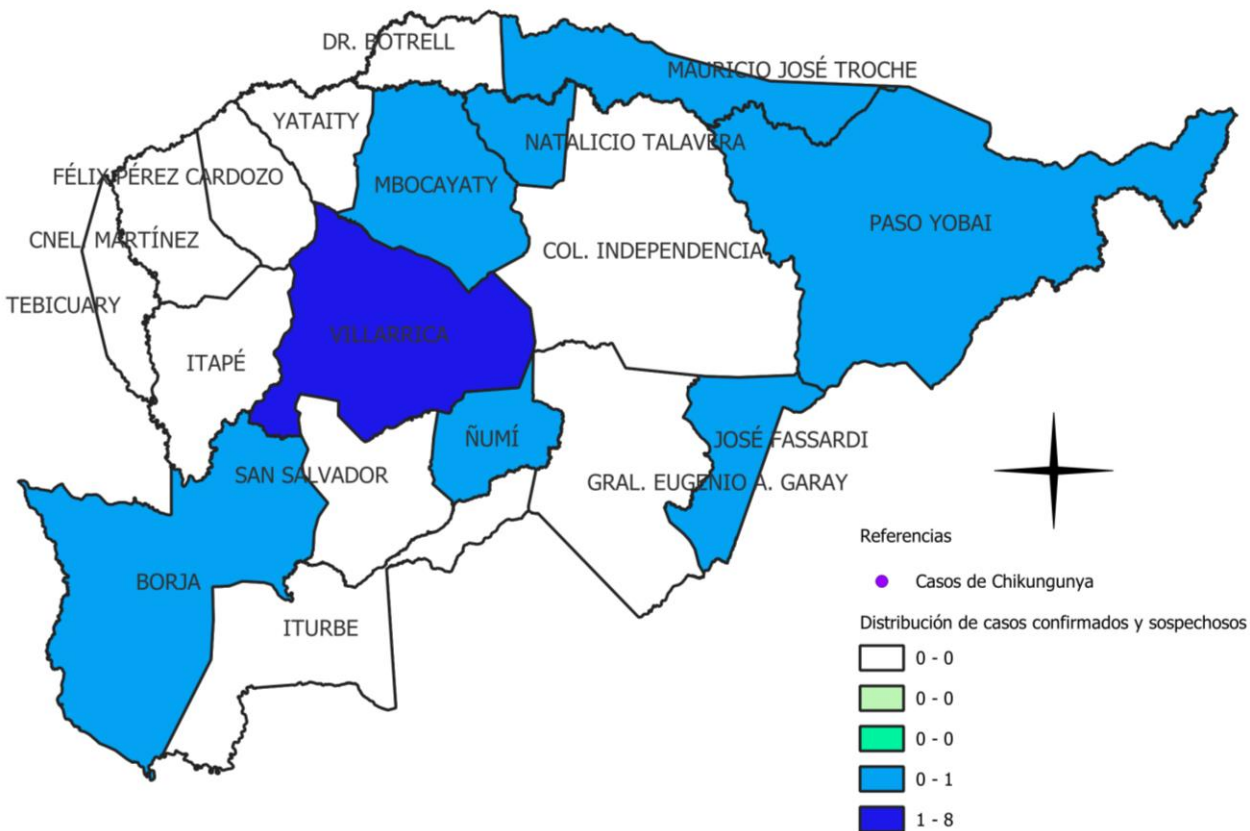 DR. BOTRELL
MAURICIO JOSÉ TROCHE
YATAITY
NATALICIO TALAVERA
FÉLIX PÉREZ CARDOZO
MBOCAYATY
PASO YOBAI
CNEL. MARTÍNEZ
COL. INDEPENDENCIA
TEBICUARY
VILLARRICA
ITAPÉ
ÑUMÍ
JOSÉ FASSARDI
SAN SALVADOR
GRAL. EUGENIO A. GARAY
BORJA
ITURBE
Referencias
Casos de Chikungunya
Distribución de casos confirmados y sospechosos
0 - 0
0 - 0
0 - 0
0 - 1
1 - 8